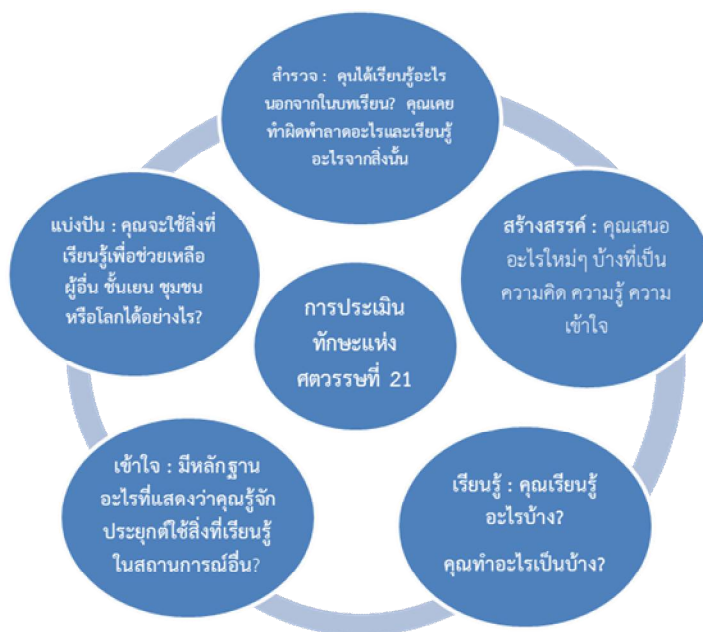 สำรวจ : คุนได้เรียนรู้อะไร
นอกจากในบทเรียน? คุณเคย
ทำผิดพำลาดอะไรและเรียนรู้
อะไรจากสิ่งนั้น
สร้างสรรค์ : คุณเสนอ
อะไรใหม่ๆ บ้างที่เป็น
ความคิด ความรู้ ความ
เข้าใจ
เรียนรู้ : คุณเรียนรู้
อะไรบ้าง?
คุณทำอะไรเป็นบ้าง?
เข้าใจ : มีหลักฐาน
อะไรที่แสดงว่าคุณรู้จัก
ประยุกต์ใช้สิ่งที่เรียนรู้
ในสถานการณ์อื่น?
แบ่งปัน : คุณจะใช้สิ่งที่
เรียนรู้เพื่อช่วยเหลือ
ผู้อื่น ชั้นเยน ชุมชน
หรือโลกได้อย่างไร?
การประเมิน
ทักษะแห่ง
ศตวรรษที่ 21